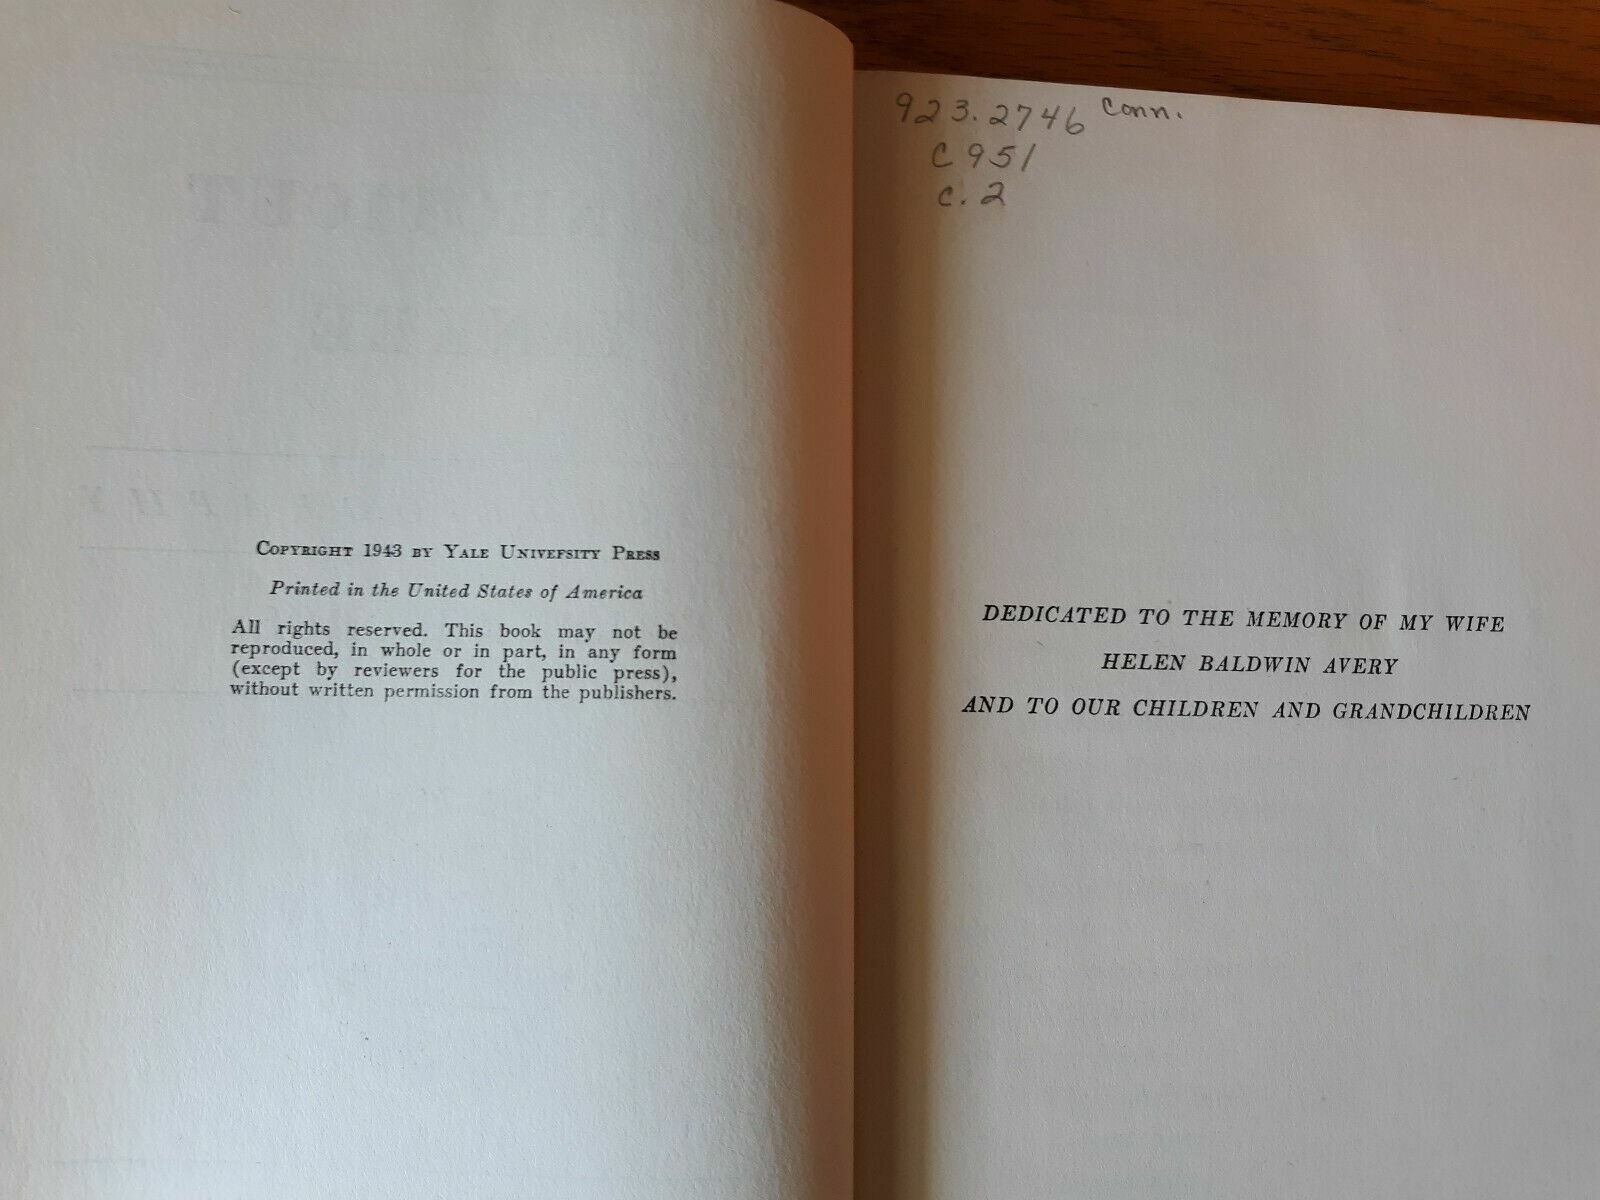 COPYRIGHT 1943 BY YALE UNIVEFSITY PRESS
Printed in the United States of America
All rights reserved. This book may not be
reproduced, in whole or in part, in any form
(except by reviewers for the public press),
without written permission from the publishers.
923.2746 Conn.
C951
c.2
DEDICATED TO THE MEMORY OF MY WIFE
HELEN BALDWIN AVERY
AND TO OUR CHILDREN AND GRANDCHILDREN